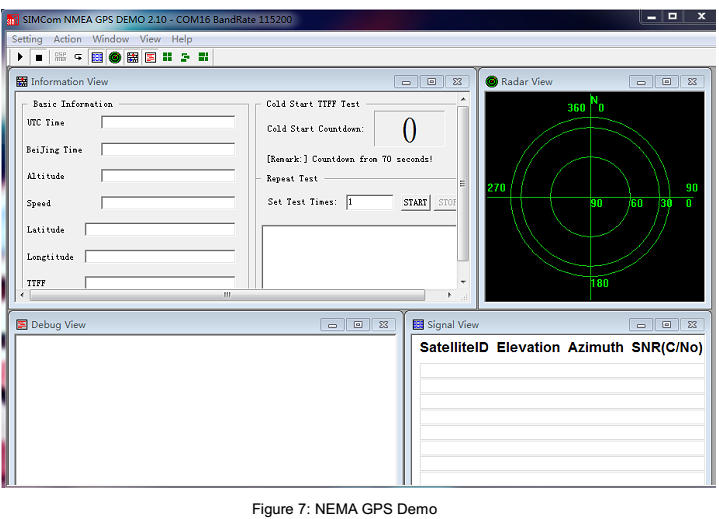 SIMCom NMEA GPS DEMO 2.10 - COM16 BandRate 115200
Setting Action Window View Help
Information View
Basic Information
UTC Time
BeiJing Time
Altitude
Speed
Latitude
Longtitude
TTFF
Cold Start TTFF Test
Cold Start Countdown: 0
[Remark:] Countdown from 70 seconds!
Repeat Test
Set Test Times: 1 START STOP
Radar View
N
360 0
270 90
90 60 30 0
180
Debug View
Signal View
SatelliteID Elevation Azimuth SNR(C/No)
Figure 7: NEMA GPS Demo